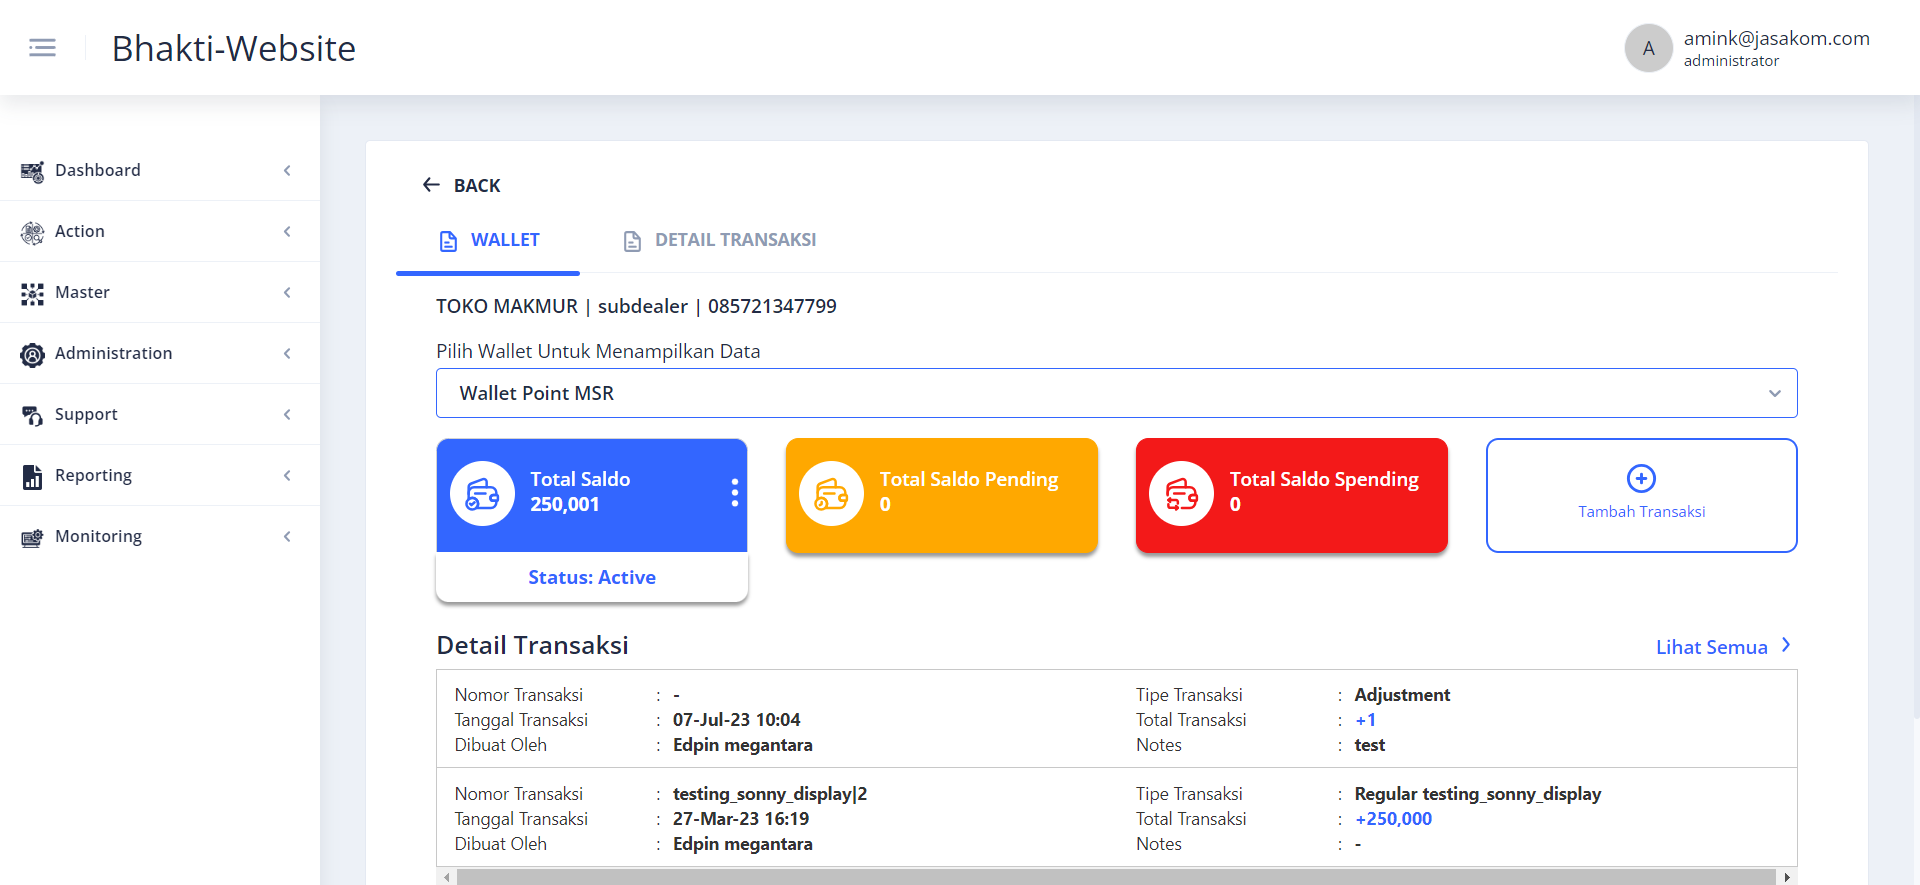 Bhakti-Website
A
amink@jasakom.com
administrator
Dashboard
Action
Master
Administration
Support
Reporting
Monitoring
BACK
WALLET
DETAIL TRANSAKSI
TOKO MAKMUR | subdealer | 085721347799
Pilih Wallet Untuk Menampilkan Data
Wallet Point MSR
Total Saldo
250,001
Status: Active
Total Saldo Pending
0
Total Saldo Spending
0
Tambah Transaksi
Detail Transaksi
Lihat Semua
Nomor Transaksi : - Tipe Transaksi : Adjustment
Tanggal Transaksi : 07-Jul-23 10:04 Total Transaksi : +1
Dibuat Oleh : Edpin megantara Notes : test
Nomor Transaksi : testing_sonny_display|2 Tipe Transaksi : Regular testing_sonny_display
Tanggal Transaksi : 27-Mar-23 16:19 Total Transaksi : +250,000
Dibuat Oleh : Edpin megantara Notes : -